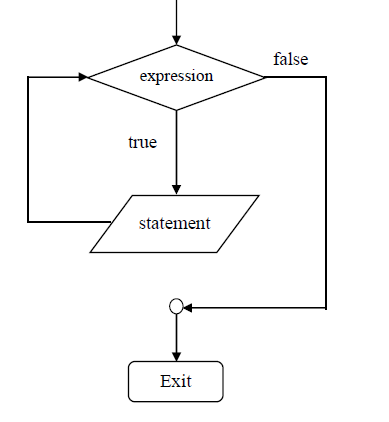 false
expression
true
statement
Exit